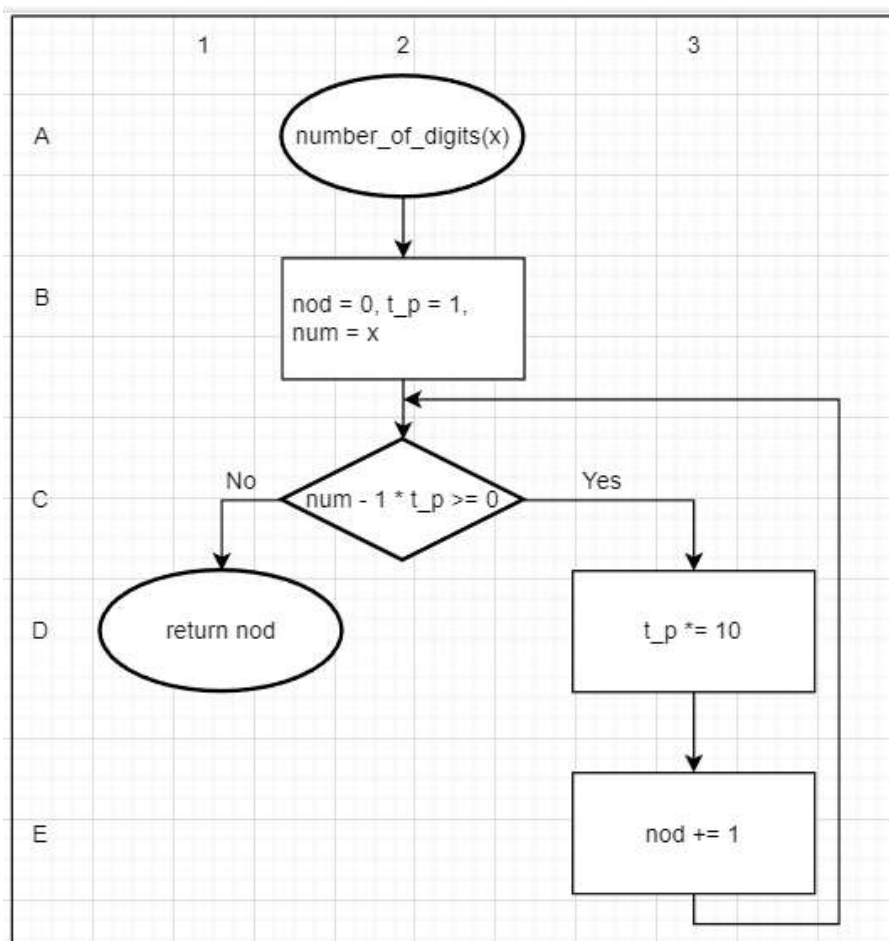 1 2 3
A
number_of_digits(x)
B
nod = 0, t_p = 1,
num = x
No
Yes
C
num - 1 * t_p >= 0
D
return nod
t_p *= 10
E
nod += 1